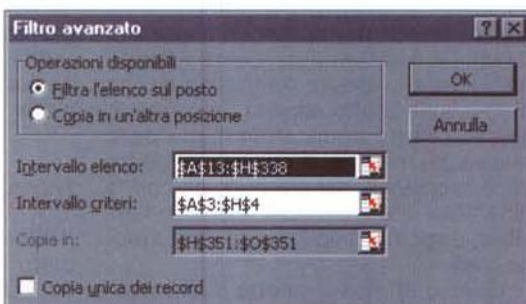 Filtro avanzato
Operazioni disponibili
Filtra l'elenco sul posto
Copia in un'altra posizione
OK
Annulla
Intervallo elenco: $A$13:$H$338
Intervallo criteri: $A$3:$H$4
Copia in: $H$351:$O$351
Copia unica dei record